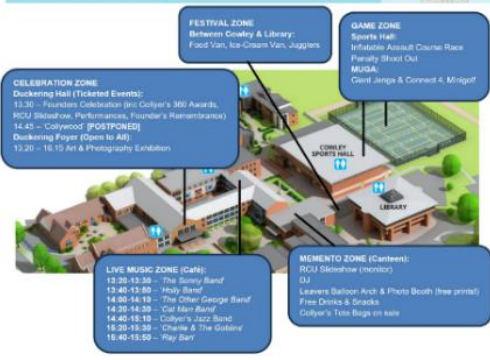 FESTIVAL ZONE
Between Cowley & Library:
Food Van, Ice-Cream Van, Jugglers
GAME ZONE
Sports Hall:
Inflatable Assault Course Race
Penalty Shoot Out
MUGA:
Giant Jenga & Connect 4, Minigolf
CELEBRATION ZONE
Duckering Hall (Ticketed Events):
13.30 – Founders Celebration (inc Collyer's 360 Awards,
RCU Slideshow, Performances, Founder's Remembrance)
14.45 – 'Collywood' [POSTPONED]
Duckering Foyer (Open to All):
13.20 – 16.15 Art & Photography Exhibition
COWLEY
SPORTS HALL
LIBRARY
LIVE MUSIC ZONE (Café):
13:20-13:30 – 'The Sonny Band'
13:40-13:50 – 'Holly Band'
14:00-14:10 – 'The Other George Band'
14:20-14:30 – 'Cat Man Band'
14:40-15:10 – Collyer's Jazz Band
15:20-15:30 – 'Charlie & The Goblins'
15:40-15:50 – 'Ray Ban'
MEMENTO ZONE (Canteen):
RCU Slideshow (monitor)
DJ
Leavers Balloon Arch & Photo Booth (free prints!)
Free Drinks & Snacks
Collyer's Tote Bags on sale